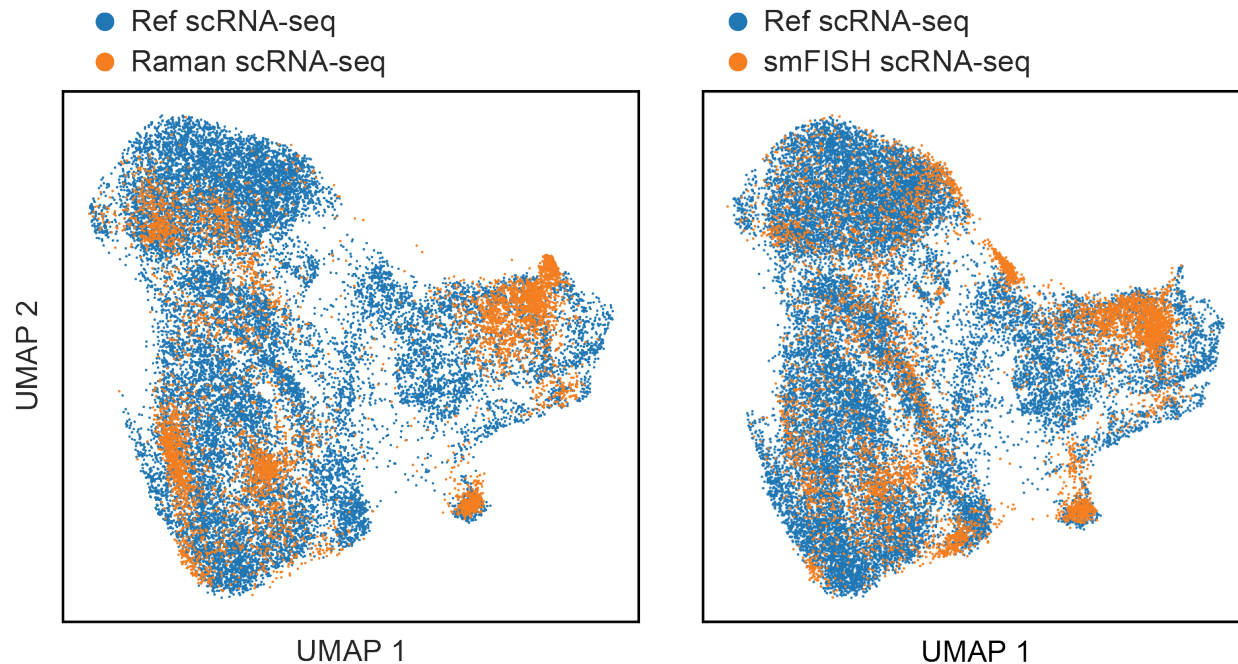 Ref scRNA-seq
Raman scRNA-seq
Ref scRNA-seq
smFISH scRNA-seq
UMAP 2
UMAP 1
UMAP 1